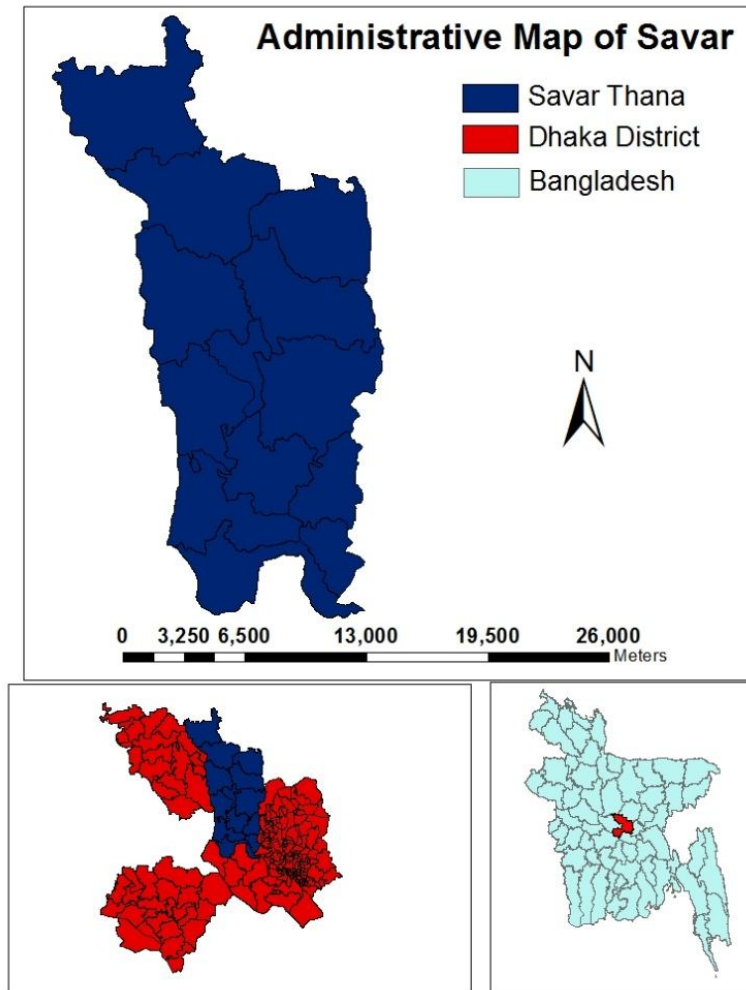 Administrative Map of Savar
Savar Thana
Dhaka District
Bangladesh
N
0 3,250 6,500 13,000 19,500 26,000
Meters